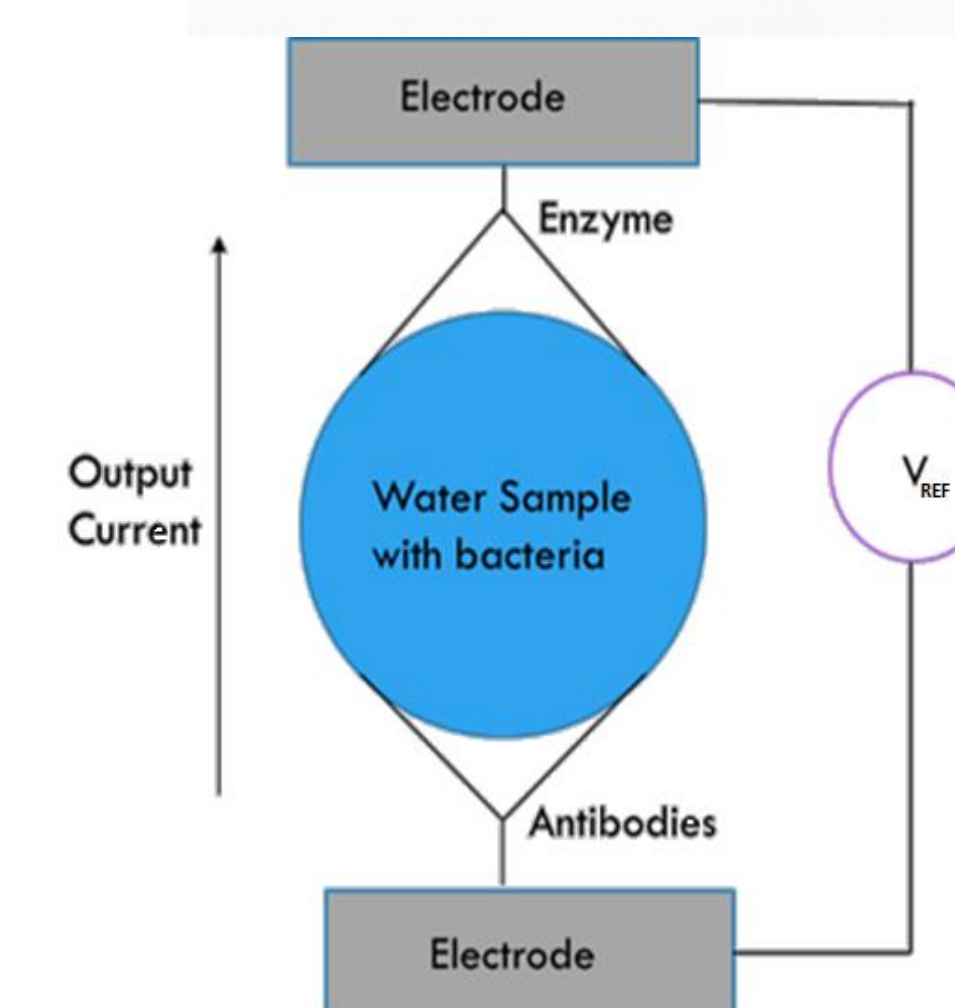 Electrode
Enzyme
Output
Current
Water Sample
with bacteria
VREF
Antibodies
Electrode